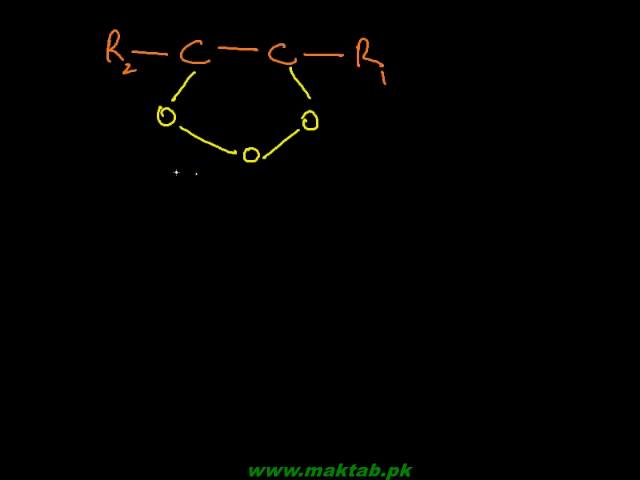 R2 — C — C — R1
O O
O
www.maktab.pk